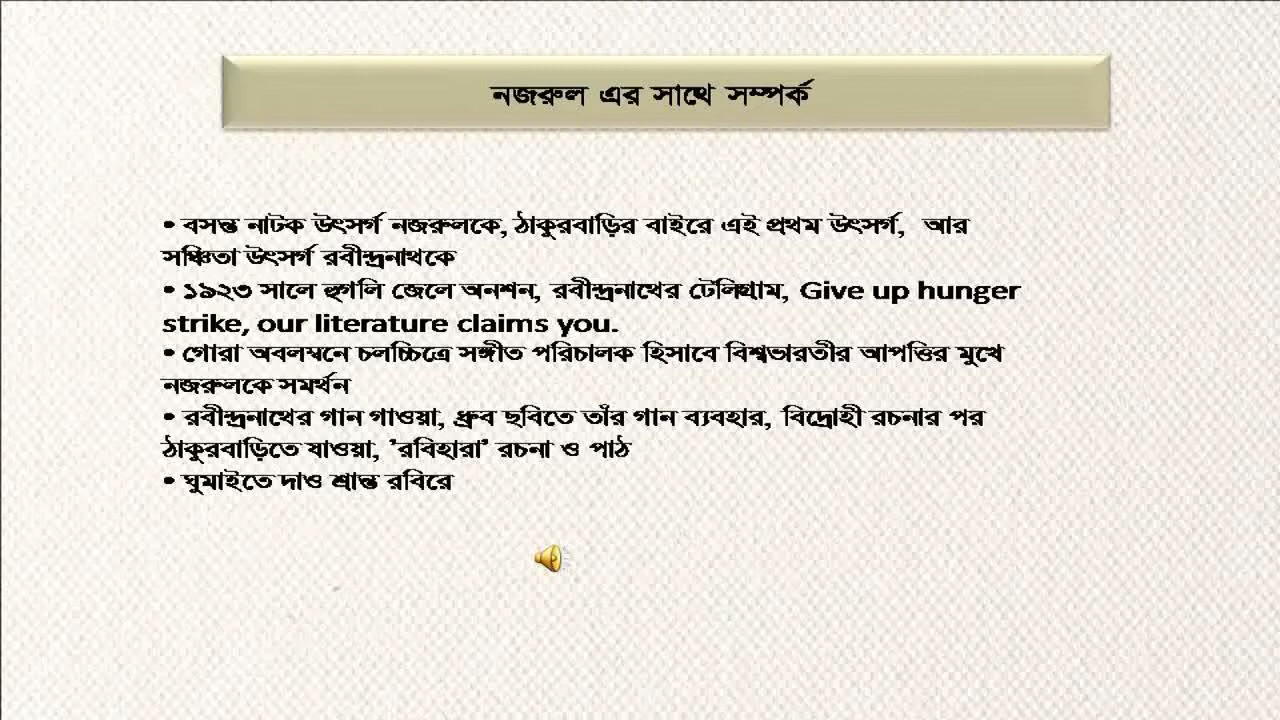 নজরুল এর সাথে সম্পর্ক
• বসন্ত নাটক উৎসর্গ নজরুলকে, ঠাকুরবাড়ির বাইরে এই প্রথম উৎসর্গ, আর
সঞ্চিতা উৎসর্গ রবীন্দ্রনাথকে
• ১৯২৩ সালে হুগলি জেলে অনশন, রবীন্দ্রনাথের টেলিগ্রাম, Give up hunger
strike, our literature claims you.
• গোরা অবলম্বনে চলচ্চিত্রে সঙ্গীত পরিচালক হিসাবে বিশ্বভারতীর আপত্তির মুখে
নজরুলকে সমর্থন
• রবীন্দ্রনাথের গান গাওয়া, ধ্রুব ছবিতে তাঁর গান ব্যবহার, বিদ্রোহী রচনার পর
ঠাকুরবাড়িতে যাওয়া, ’রবিহারা’ রচনা ও পাঠ
• ঘুমাইতে দাও শ্রান্ত রবিরে